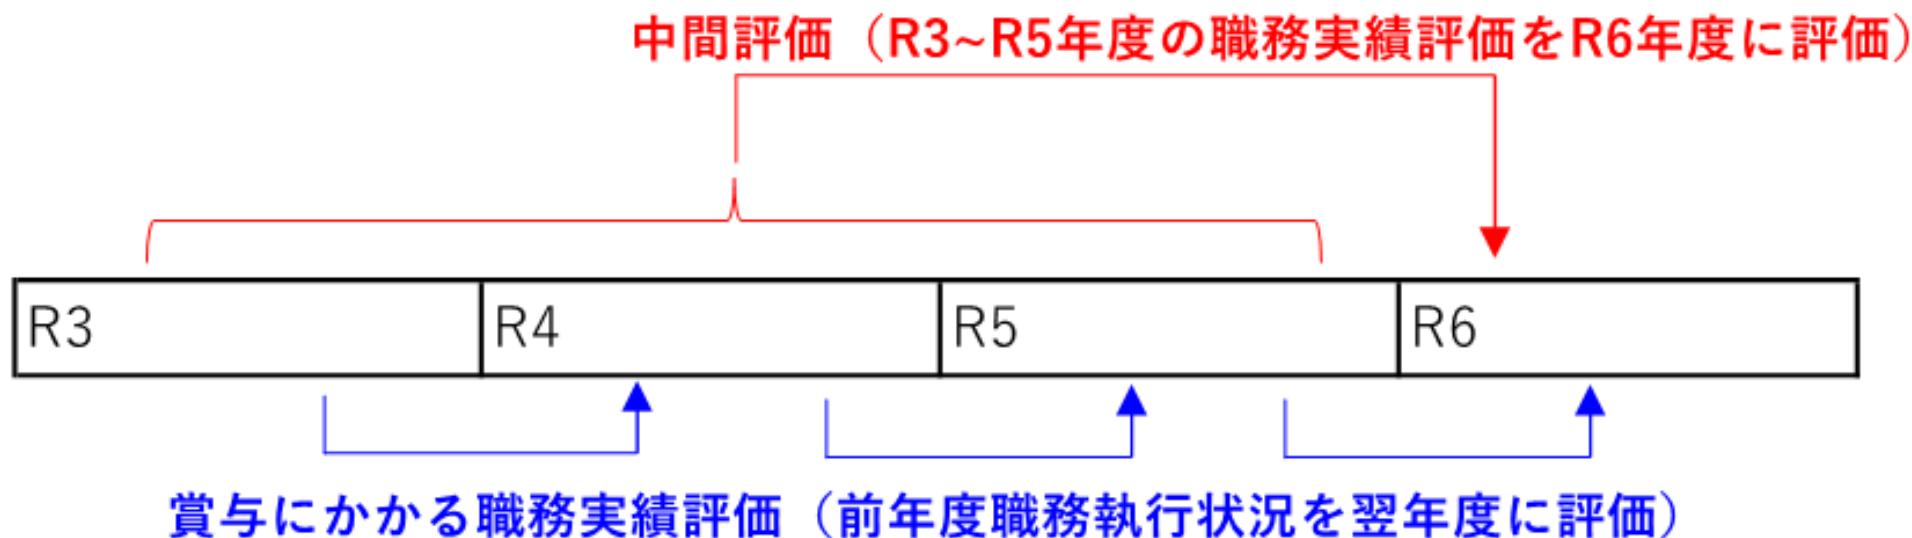 中間評価（R3~R5年度の職務実績評価をR6年度に評価）
R3 R4 R5 R6
賞与にかかる職務実績評価（前年度職務執行状況を翌年度に評価）